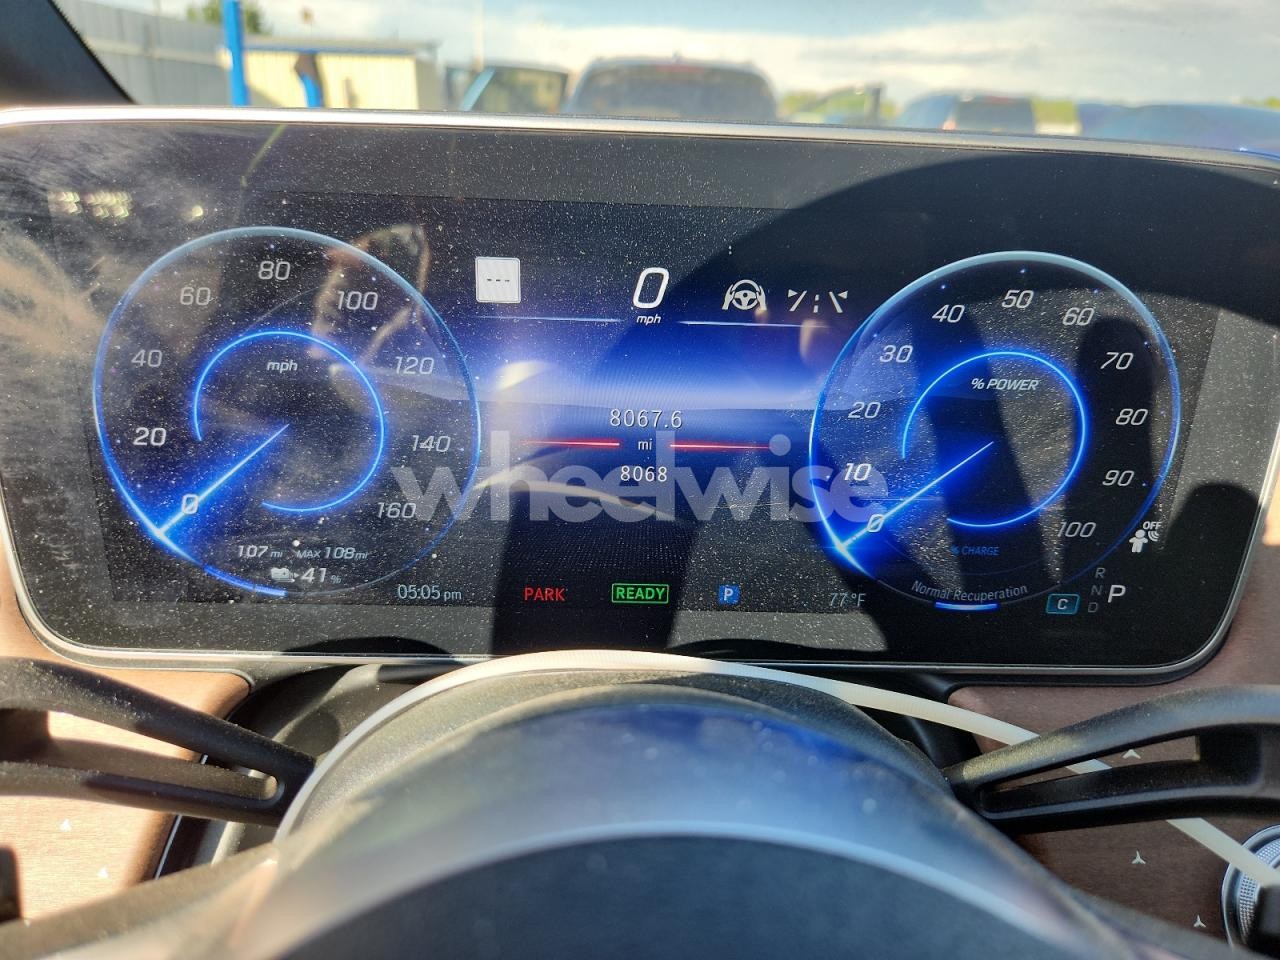 ---
0
mph
0
20
40
60
80
100
120
140
160
mph
107 mi MAX 108 mi
41 %
05:05 pm
8067.6
mi
8068
wheelwise
PARK
READY
P
77°F
0
10
20
30
40
50
60
70
80
90
100
% POWER
% CHARGE
Normal Recuperation
OFF
C
R
N
D
P